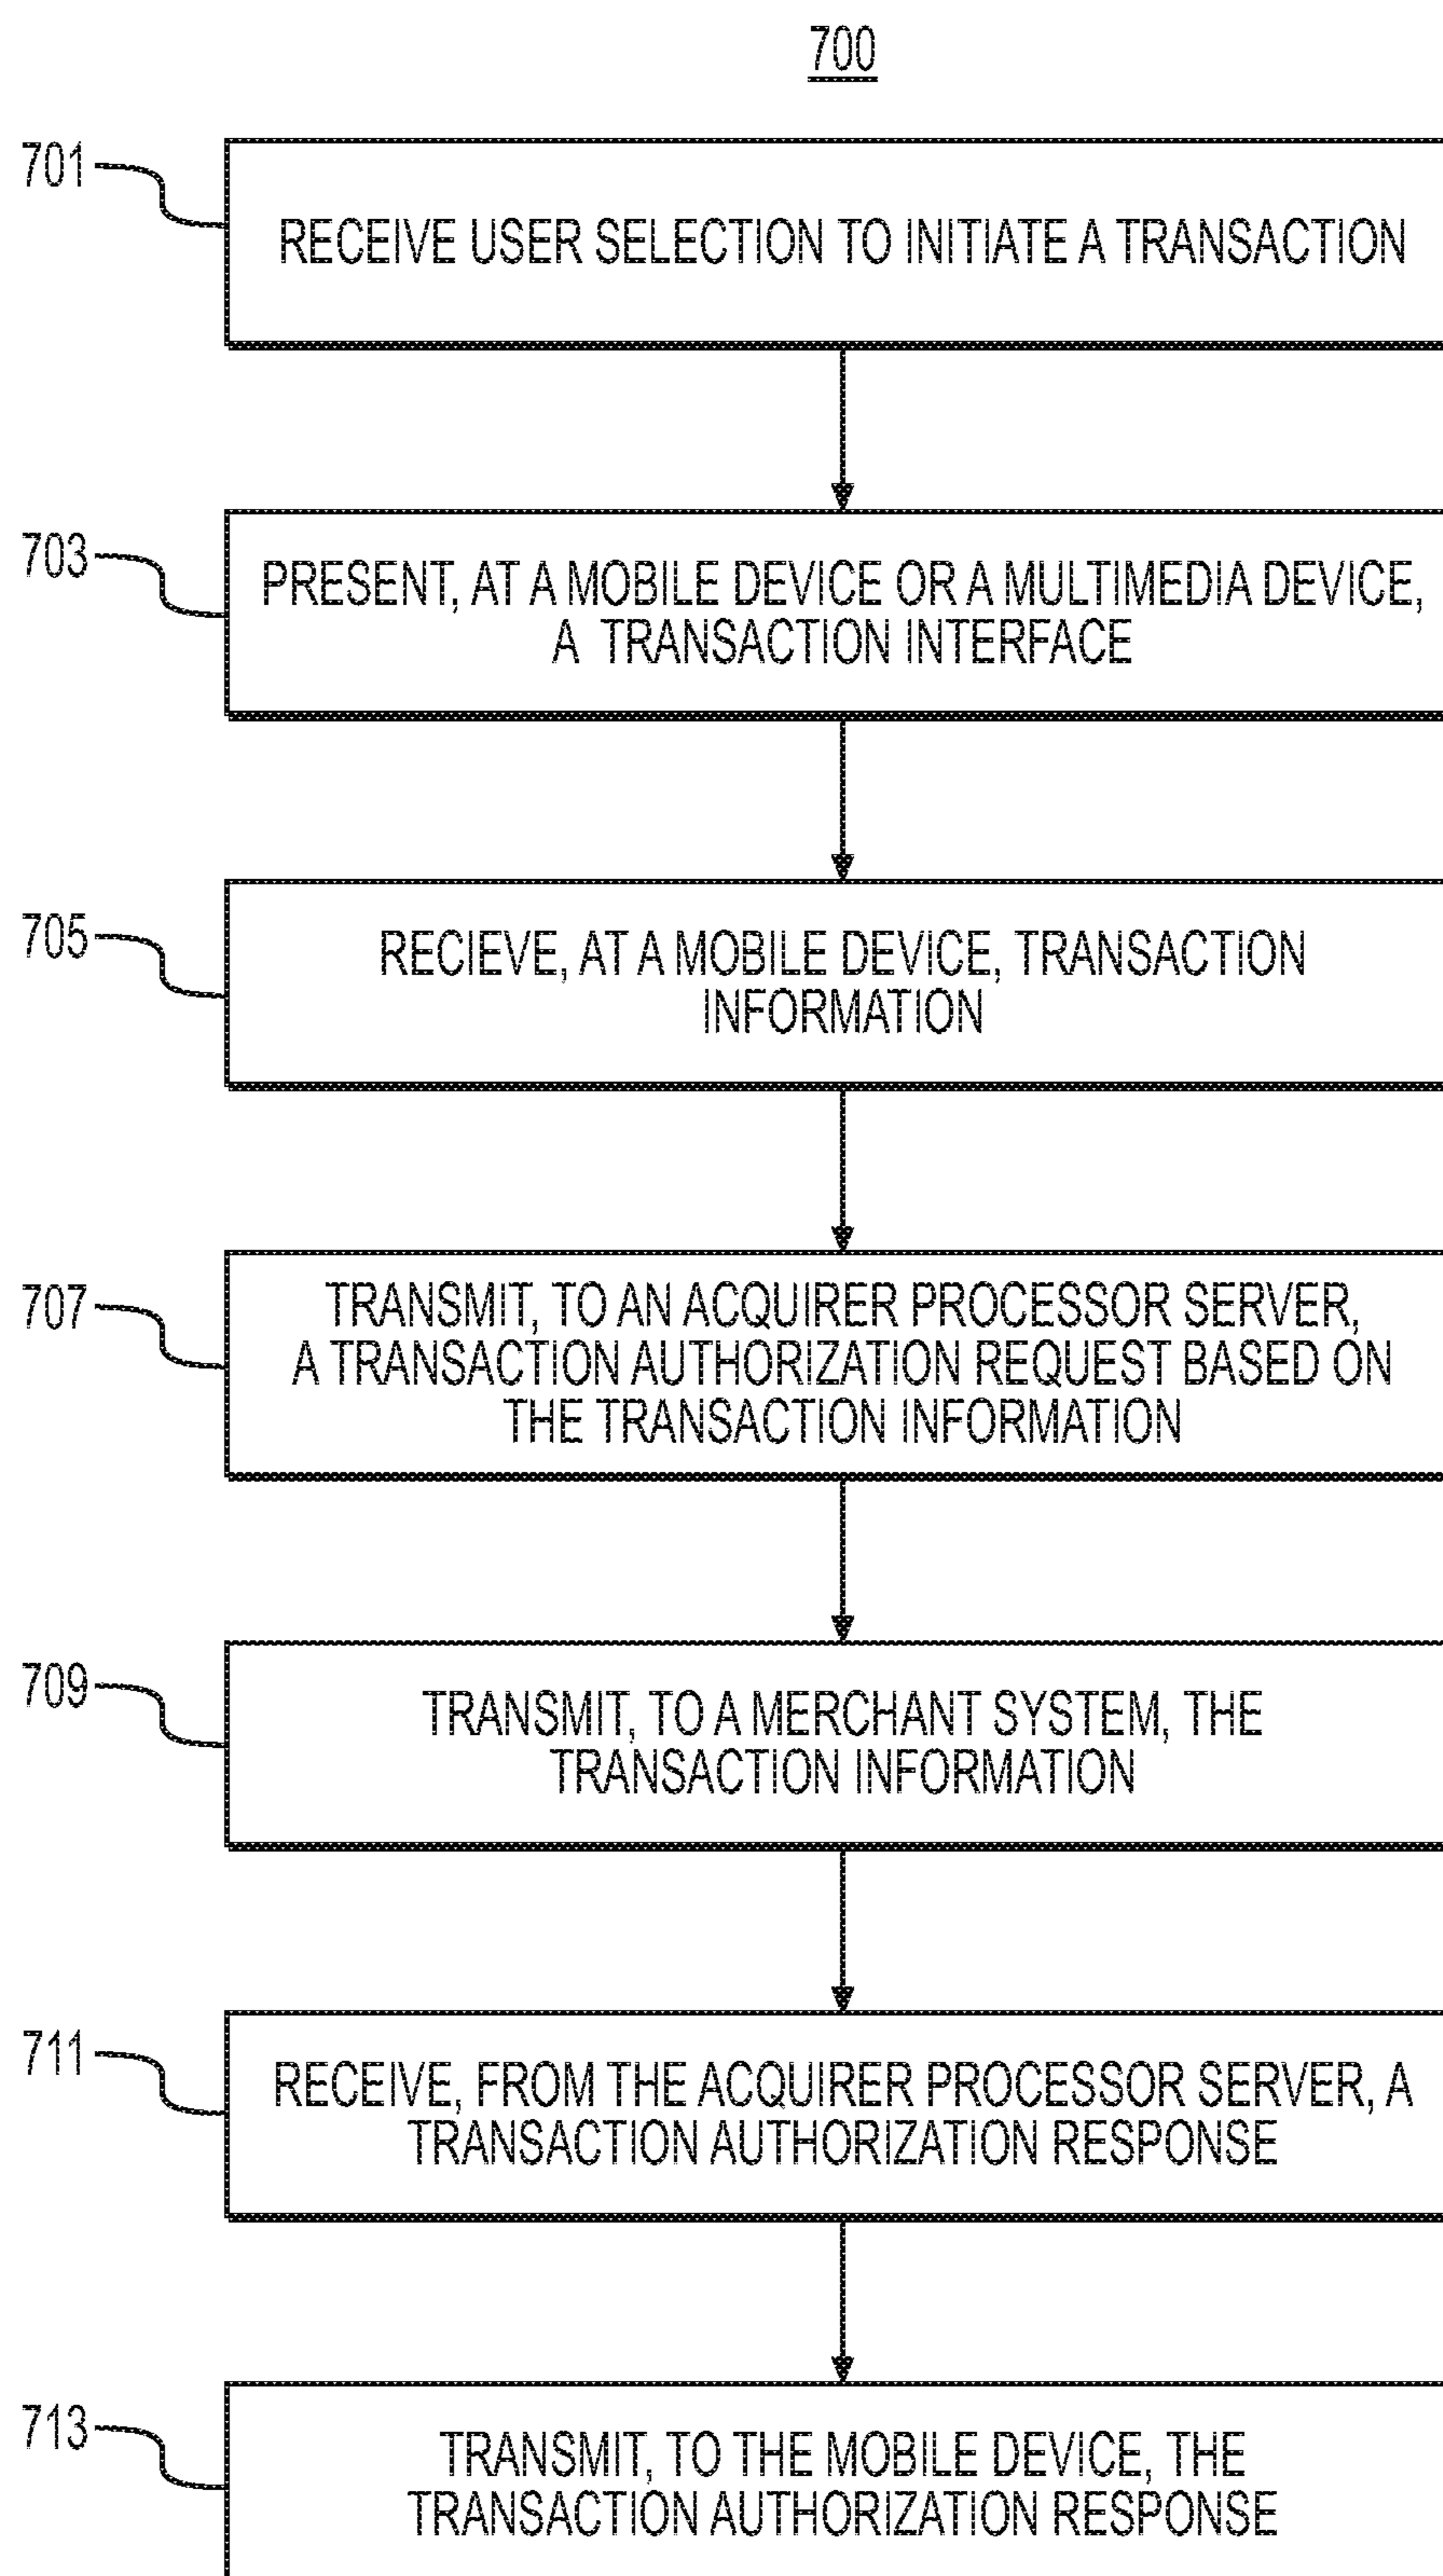 700
701
RECEIVE USER SELECTION TO INITIATE A TRANSACTION
703
PRESENT, AT A MOBILE DEVICE OR A MULTIMEDIA DEVICE,
A TRANSACTION INTERFACE
705
RECIEVE, AT A MOBILE DEVICE, TRANSACTION
INFORMATION
707
TRANSMIT, TO AN ACQUIRER PROCESSOR SERVER,
A TRANSACTION AUTHORIZATION REQUEST BASED ON
THE TRANSACTION INFORMATION
709
TRANSMIT, TO A MERCHANT SYSTEM, THE
TRANSACTION INFORMATION
711
RECEIVE, FROM THE ACQUIRER PROCESSOR SERVER, A
TRANSACTION AUTHORIZATION RESPONSE
713
TRANSMIT, TO THE MOBILE DEVICE, THE
TRANSACTION AUTHORIZATION RESPONSE